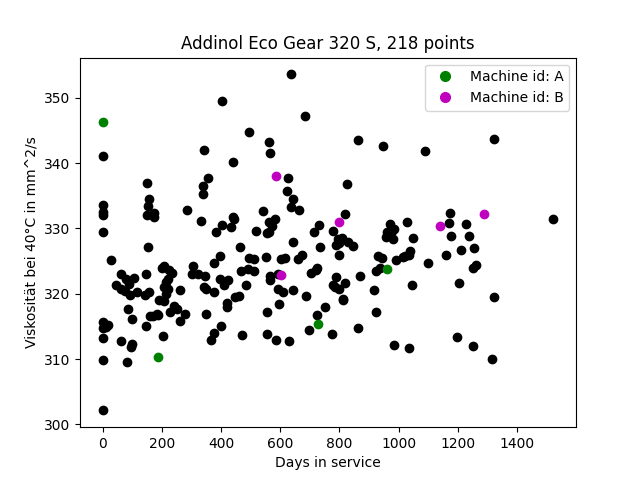 Addinol Eco Gear 320 S, 218 points
Machine id: A
Machine id: B
Viskosität bei 40°C in mm^2/s
350
340
330
320
310
300
0 200 400 600 800 1000 1200 1400
Days in service